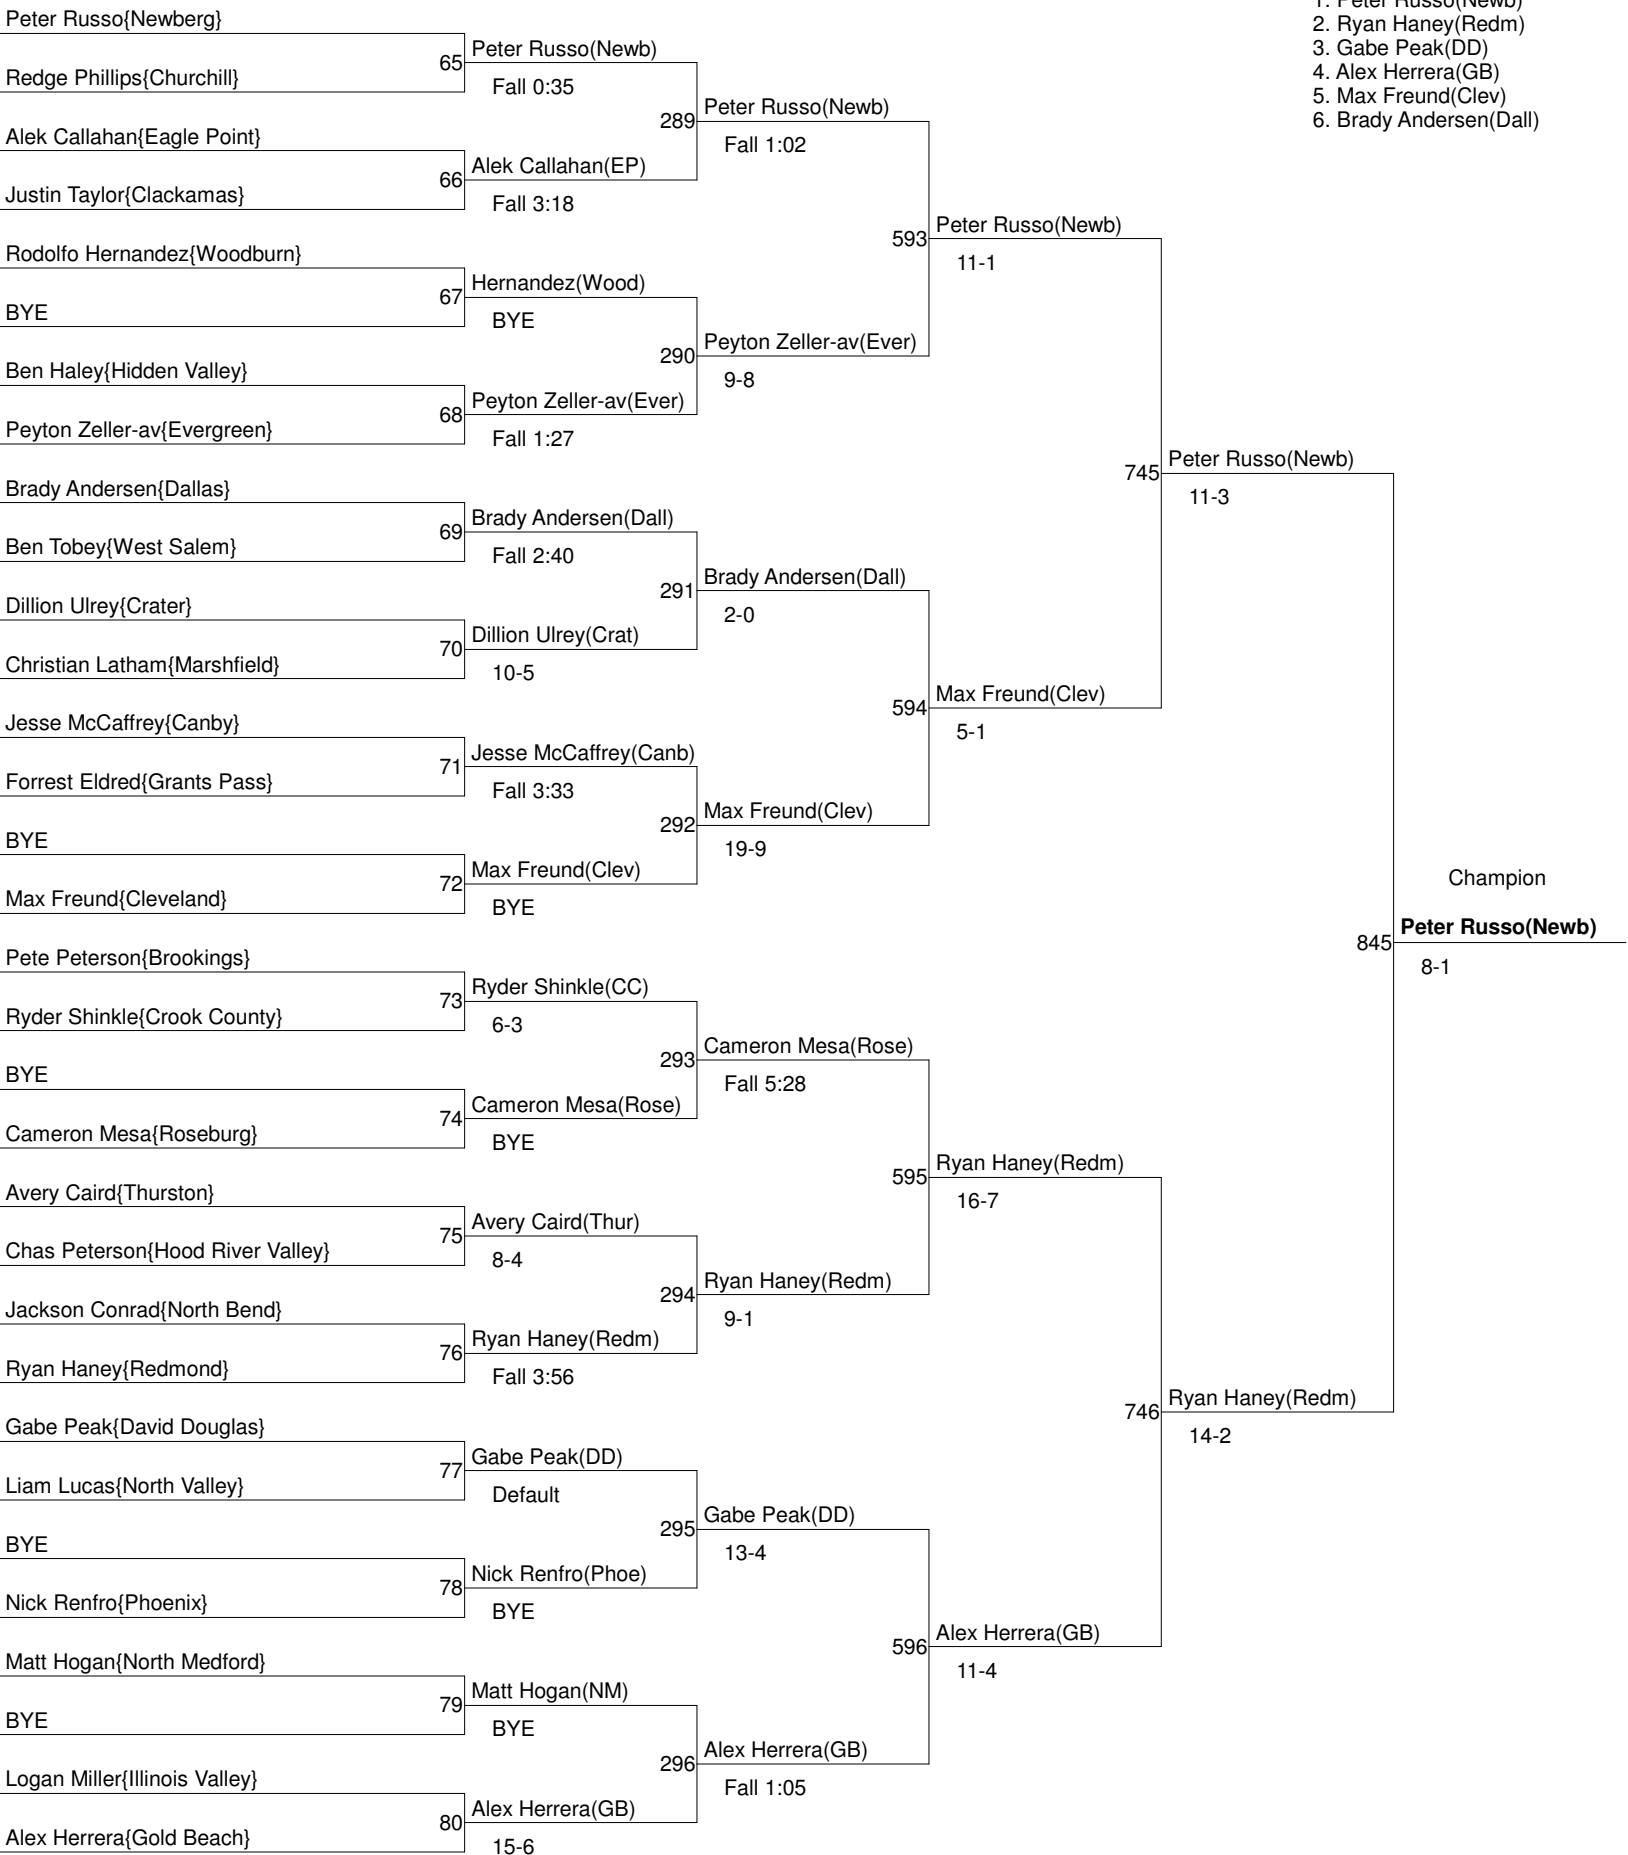 1. Peter Russo(Newb)
2. Ryan Haney(Redm)
3. Gabe Peak(DD)
4. Alex Herrera(GB)
5. Max Freund(Clev)
6. Brady Andersen(Dall)
Peter Russo{Newberg}
Redge Phillips{Churchill}
Alek Callahan{Eagle Point}
Justin Taylor{Clackamas}
Rodolfo Hernandez{Woodburn}
BYE
Ben Haley{Hidden Valley}
Peyton Zeller-av{Evergreen}
Brady Andersen{Dallas}
Ben Tobey{West Salem}
Dillion Ulrey{Crater}
Christian Latham{Marshfield}
Jesse McCaffrey{Canby}
Forrest Eldred{Grants Pass}
BYE
Max Freund{Cleveland}
Pete Peterson{Brookings}
Ryder Shinkle{Crook County}
BYE
Cameron Mesa{Roseburg}
Avery Caird{Thurston}
Chas Peterson{Hood River Valley}
Jackson Conrad{North Bend}
Ryan Haney{Redmond}
Gabe Peak{David Douglas}
Liam Lucas{North Valley}
BYE
Nick Renfro{Phoenix}
Matt Hogan{North Medford}
BYE
Logan Miller{Illinois Valley}
Alex Herrera{Gold Beach}
65 Peter Russo(Newb)
Fall 0:35
66 Alek Callahan(EP)
Fall 3:18
67 Hernandez(Wood)
BYE
68 Peyton Zeller-av(Ever)
Fall 1:27
69 Brady Andersen(Dall)
Fall 2:40
70 Dillion Ulrey(Crat)
10-5
71 Jesse McCaffrey(Canb)
Fall 3:33
72 Max Freund(Clev)
BYE
73 Ryder Shinkle(CC)
6-3
74 Cameron Mesa(Rose)
BYE
75 Avery Caird(Thur)
8-4
76 Ryan Haney(Redm)
Fall 3:56
77 Gabe Peak(DD)
Default
78 Nick Renfro(Phoe)
BYE
79 Matt Hogan(NM)
BYE
80 Alex Herrera(GB)
15-6
289 Peter Russo(Newb)
Fall 1:02
290 Peyton Zeller-av(Ever)
9-8
291 Brady Andersen(Dall)
2-0
292 Max Freund(Clev)
19-9
293 Cameron Mesa(Rose)
Fall 5:28
294 Ryan Haney(Redm)
9-1
295 Gabe Peak(DD)
13-4
296 Alex Herrera(GB)
Fall 1:05
593 Peter Russo(Newb)
11-1
594 Max Freund(Clev)
5-1
595 Ryan Haney(Redm)
16-7
596 Alex Herrera(GB)
11-4
745 Peter Russo(Newb)
11-3
746 Ryan Haney(Redm)
14-2
Champion
845 Peter Russo(Newb)
8-1